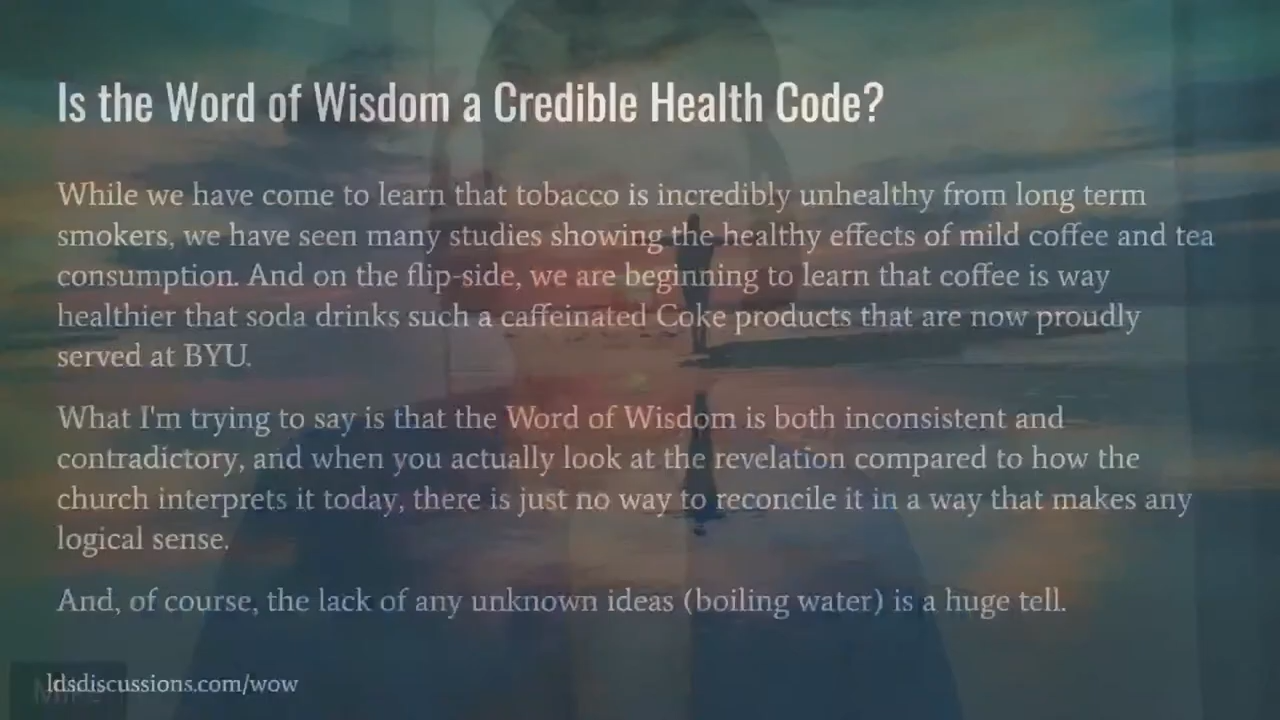 Is the Word of Wisdom a Credible Health Code?
While we have come to learn that tobacco is incredibly unhealthy from long term
smokers, we have seen many studies showing the healthy effects of mild coffee and tea
consumption. And on the flip-side, we are beginning to learn that coffee is way
healthier that soda drinks such a caffeinated Coke products that are now proudly
served at BYU.
What I'm trying to say is that the Word of Wisdom is both inconsistent and
contradictory, and when you actually look at the revelation compared to how the
church interprets it today, there is just no way to reconcile it in a way that makes any
logical sense.
And, of course, the lack of any unknown ideas (boiling water) is a huge tell.
ldsdiscussions.com/wow